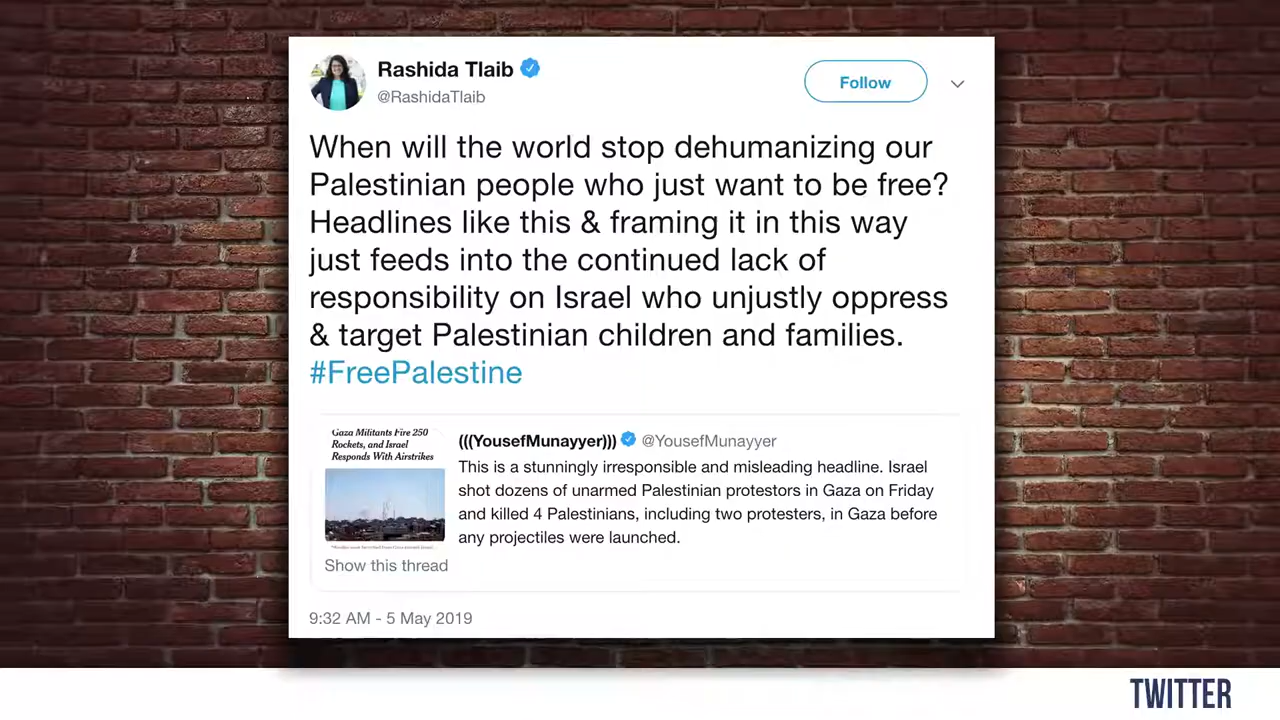 Rashida Tlaib
@RashidaTlaib
Follow
When will the world stop dehumanizing our
Palestinian people who just want to be free?
Headlines like this & framing it in this way
just feeds into the continued lack of
responsibility on Israel who unjustly oppress
& target Palestinian children and families.
#FreePalestine
Gaza Militants Fire 250
Rockets, and Israel
Responds With Airstrikes
(((YousefMunayyer))) @YousefMunayyer
This is a stunningly irresponsible and misleading headline. Israel
shot dozens of unarmed Palestinian protestors in Gaza on Friday
and killed 4 Palestinians, including two protesters, in Gaza before
any projectiles were launched.
Show this thread
9:32 AM - 5 May 2019
TWITTER